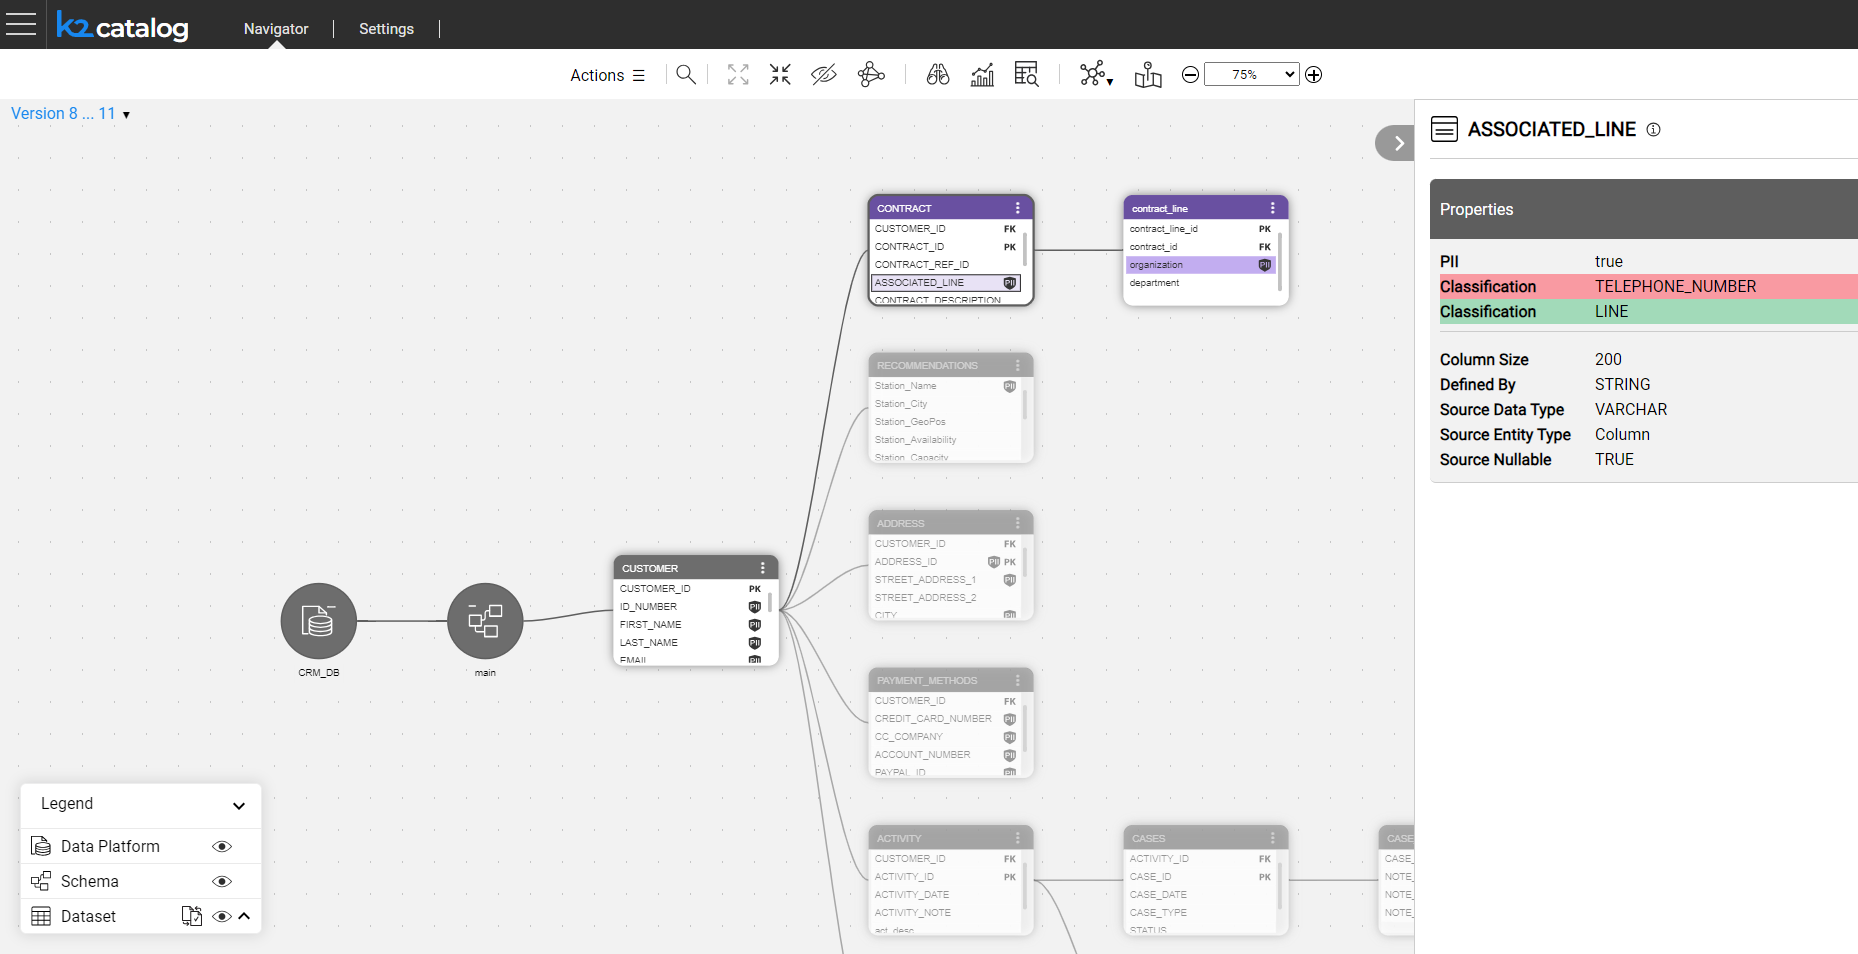 k2catalog
Navigator
Settings
Actions
75%
Version 8 ... 11
ASSOCIATED_LINE
Properties
PII true
Classification TELEPHONE_NUMBER
Classification LINE
Column Size 200
Defined By STRING
Source Data Type VARCHAR
Source Entity Type Column
Source Nullable TRUE
CONTRACT
CUSTOMER_ID FK
CONTRACT_ID PK
CONTRACT_REF_ID
ASSOCIATED_LINE PII
CONTRACT_DESCRIPTION
contract_line
contract_line_id PK
contract_id FK
organization PII
department
RECOMMENDATIONS
Station_Name PII
Station_City
Station_GeoPos
Station_Availability
Station_Capacity
ADDRESS
CUSTOMER_ID FK
ADDRESS_ID PII PK
STREET_ADDRESS_1 PII
STREET_ADDRESS_2
CITY PII
CUSTOMER
CUSTOMER_ID PK
ID_NUMBER PII
FIRST_NAME PII
LAST_NAME PII
EMAIL PII
CRM_DB
main
PAYMENT_METHODS
CUSTOMER_ID FK
CREDIT_CARD_NUMBER PII
CC_COMPANY PII
ACCOUNT_NUMBER PII
PAYPAL_ID PII
ACTIVITY
CUSTOMER_ID FK
ACTIVITY_ID PK
ACTIVITY_DATE
ACTIVITY_NOTE
act_desc
CASES
ACTIVITY_ID FK
CASE_ID PK
CASE_DATE
CASE_TYPE
STATUS
CASE
CASE_
NOTE_
NOTE_
NOTE_
Legend
Data Platform
Schema
Dataset